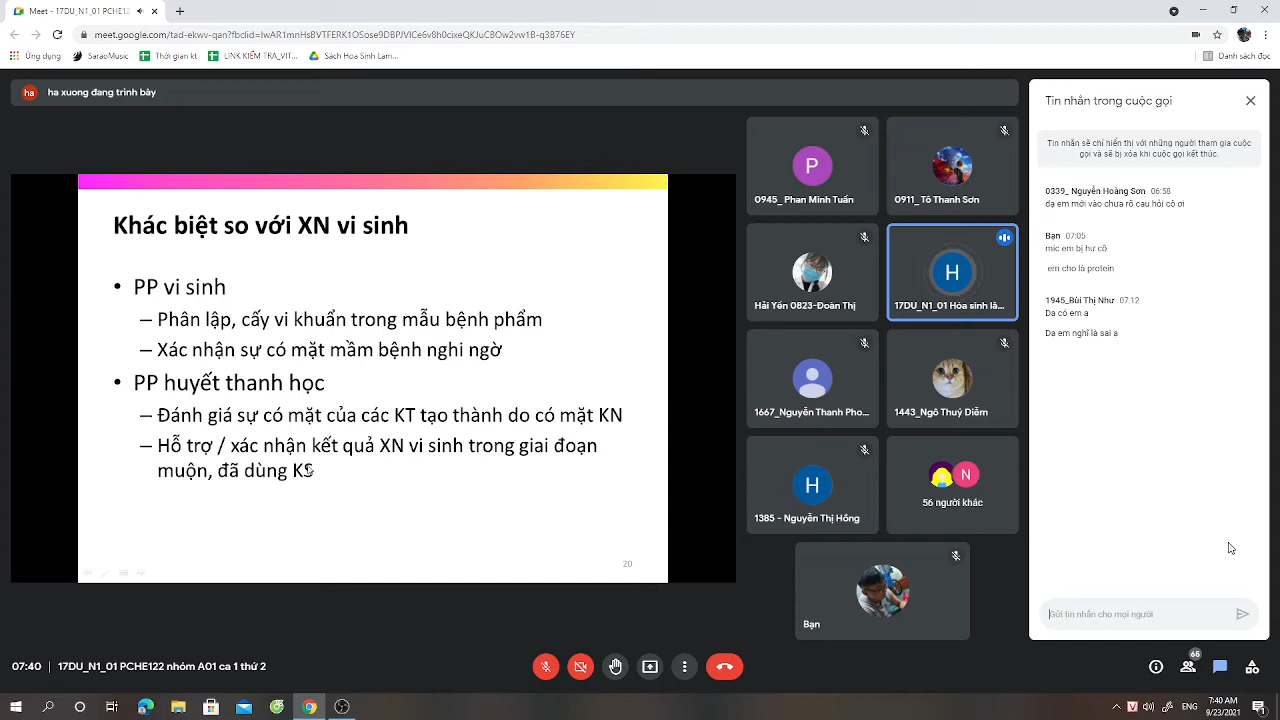 Meet - 17DU_N1_01 PCHE12
meet.google.com/tad-ekwv-qan?fbclid=IwAR1mmHsBVTFERK1OSose9DBPJVICe6v8h0cixeQKJuCBOw2vw1B-q3B76EY
Ứng dụng
SaraoMusic
Thời gian kt
LINK KIỂM TRA_VIT...
Sách Hoa Sinh Lam...
Danh sách đọc
ha
ha xuong đang trình bày
Khác biệt so với XN vi sinh
• PP vi sinh
– Phân lập, cấy vi khuẩn trong mẫu bệnh phẩm
– Xác nhận sự có mặt mầm bệnh nghi ngờ
• PP huyết thanh học
– Đánh giá sự có mặt của các KT tạo thành do có mặt KN
– Hỗ trợ / xác nhận kết quả XN vi sinh trong giai đoạn
muộn, đã dùng KS
20
P
0945_ Phan Minh Tuấn
0911_ Tô Thanh Sơn
Hải Yến 0823-Đoàn Thị
H
17DU_N1_01 Hóa sinh lâ...
1667_Nguyễn Thanh Pho...
1443_Ngô Thuý Diễm
H
1385 - Nguyễn Thị Hồng
N
56 người khác
Bạn
Tin nhắn trong cuộc gọi
Tin nhắn sẽ chỉ hiển thị với những người tham gia cuộc
gọi và sẽ bị xóa khi cuộc gọi kết thúc.
0339_ Nguyễn Hoàng Sơn 06:58
dạ em mới vào chưa rõ câu hỏi cô ơi
Bạn 07:05
mic em bị hư cô
em cho là protein
1945_Bùi Thị Như 07:12
Dạ có em ạ
Dạ em nghĩ là sai ạ
Gửi tin nhắn cho mọi người
07:40 | 17DU_N1_01 PCHE122 nhóm A01 ca 1 thứ 2
65
7:40 AM
9/23/2021